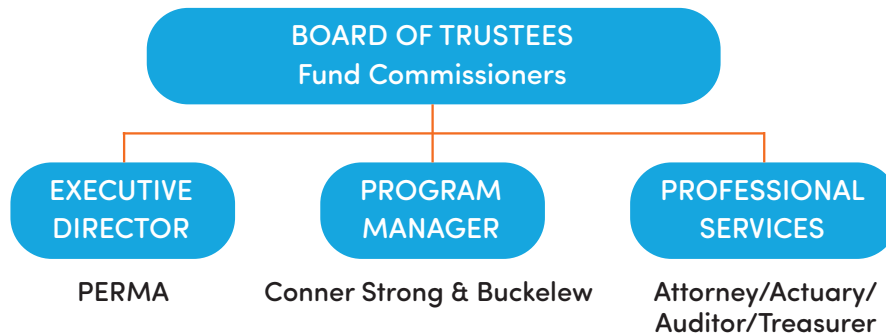 BOARD OF TRUSTEES
Fund Commissioners
EXECUTIVE
DIRECTOR
PROGRAM
MANAGER
PROFESSIONAL
SERVICES
PERMA
Conner Strong & Buckelew
Attorney/Actuary/
Auditor/Treasurer